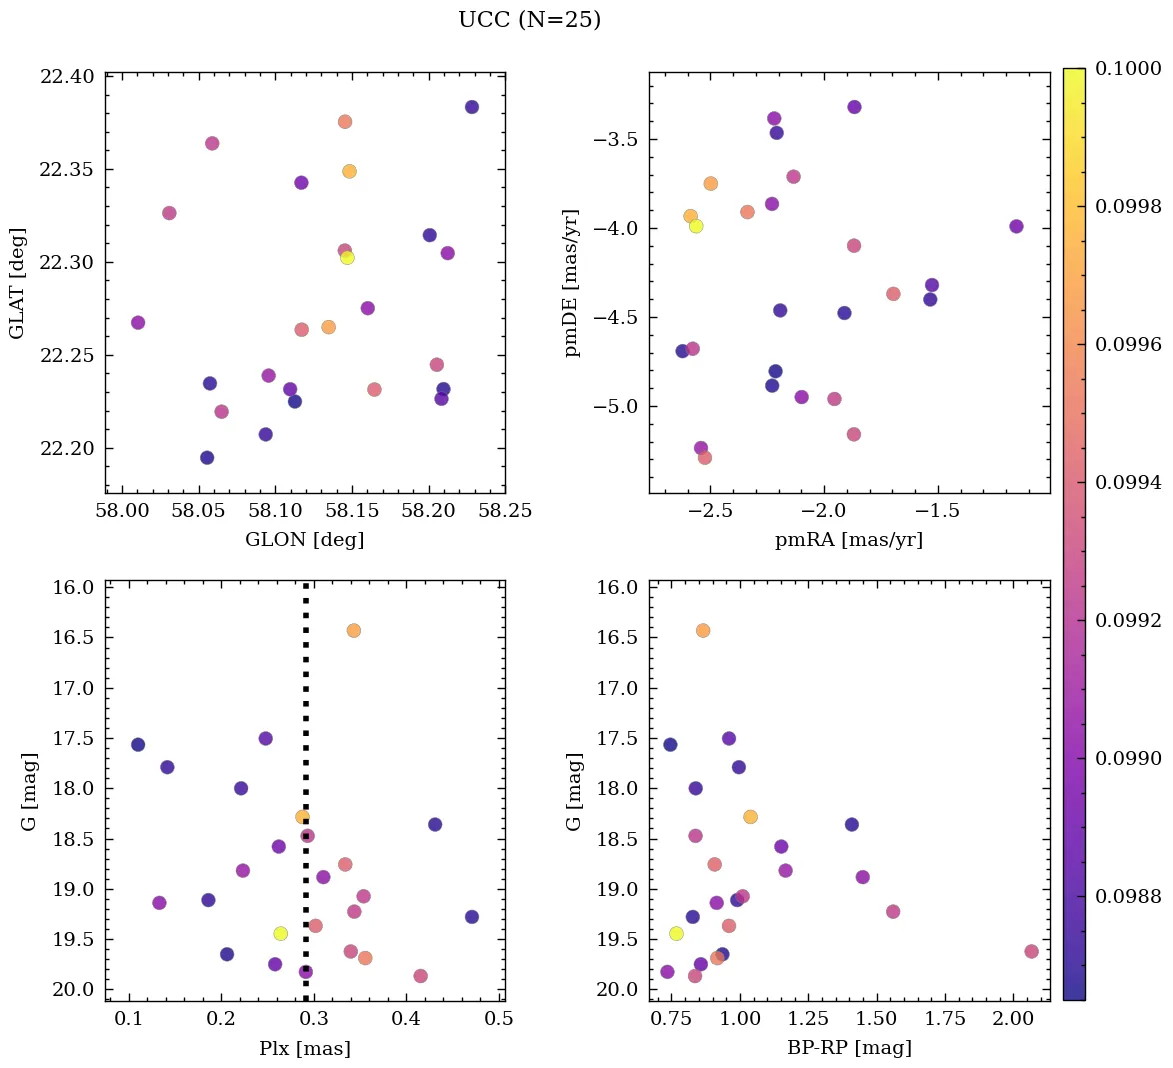 UCC (N=25)
22.40
22.35
22.30
22.25
22.20
GLAT [deg]
58.00 58.05 58.10 58.15 58.20 58.25
GLON [deg]
−3.5
−4.0
−4.5
−5.0
pmDE [mas/yr]
−2.5 −2.0 −1.5
pmRA [mas/yr]
16.0
16.5
17.0
17.5
18.0
18.5
19.0
19.5
20.0
G [mag]
0.1 0.2 0.3 0.4 0.5
Plx [mas]
16.0
16.5
17.0
17.5
18.0
18.5
19.0
19.5
20.0
G [mag]
0.75 1.00 1.25 1.50 1.75 2.00
BP-RP [mag]
0.1000
0.0998
0.0996
0.0994
0.0992
0.0990
0.0988